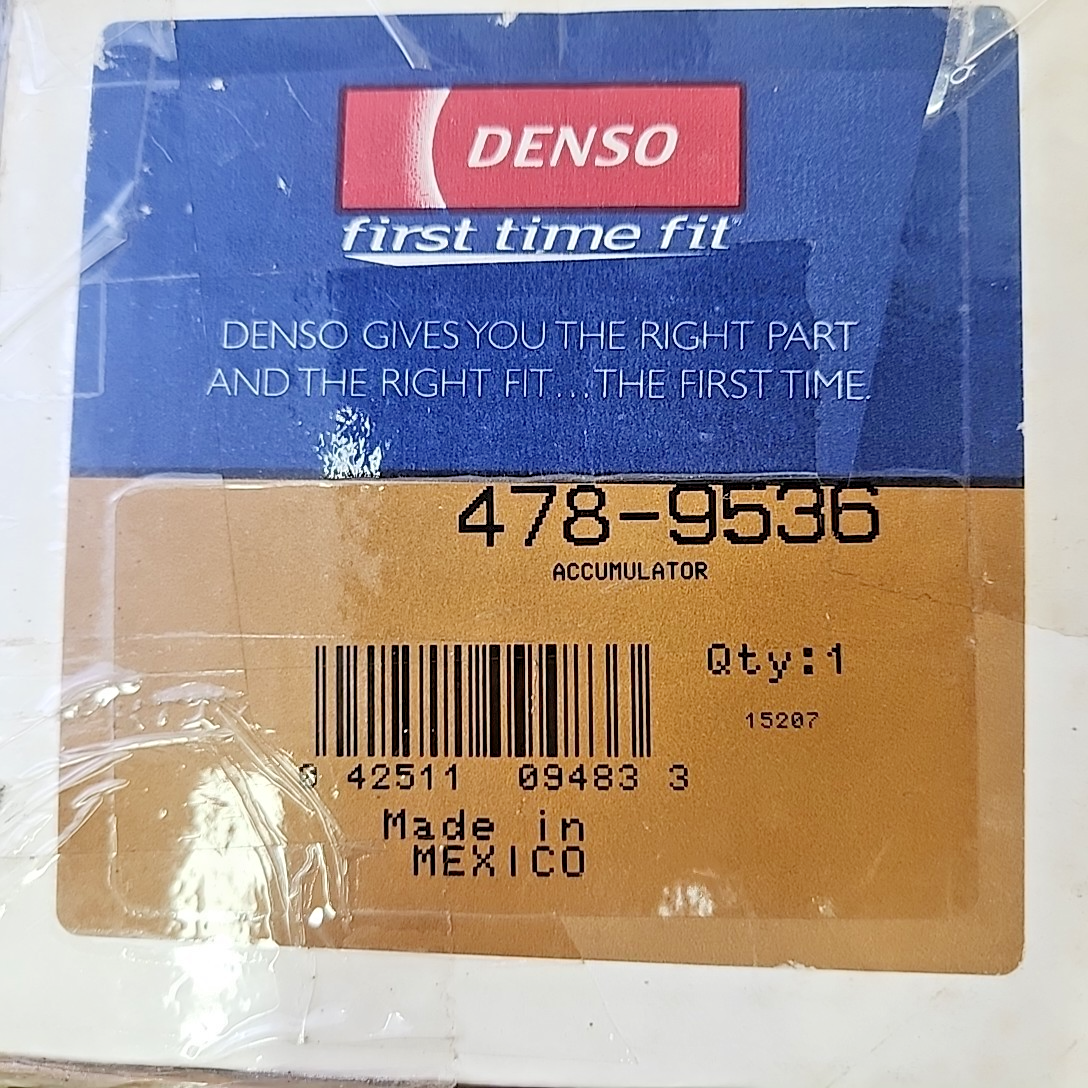 DENSO
first time fit
DENSO GIVES YOU THE RIGHT PART
AND THE RIGHT FIT...THE FIRST TIME.
478-9536
ACCUMULATOR
Qty:1
15207
0 42511 09483 3
Made in
MEXICO